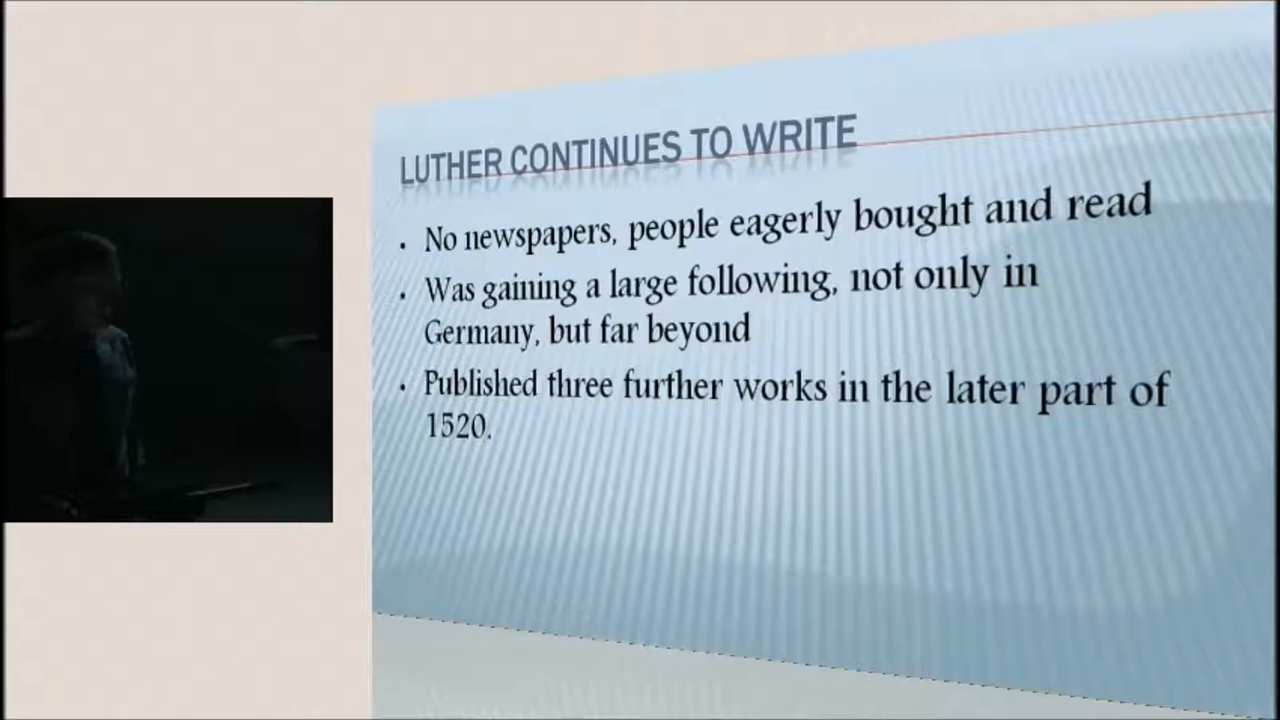 LUTHER CONTINUES TO WRITE
• No newspapers, people eagerly bought and read
• Was gaining a large following, not only in
Germany, but far beyond
• Published three further works in the later part of
1520.